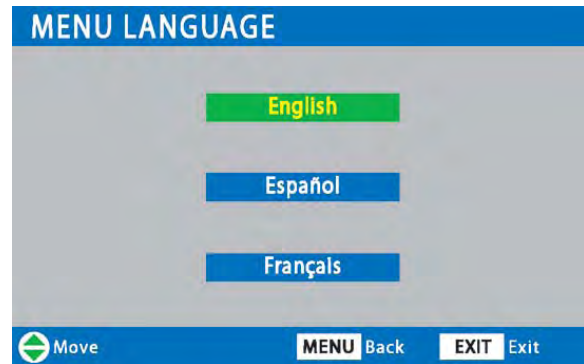 MENU LANGUAGE
English
Español
Français
Move MENU Back EXIT Exit